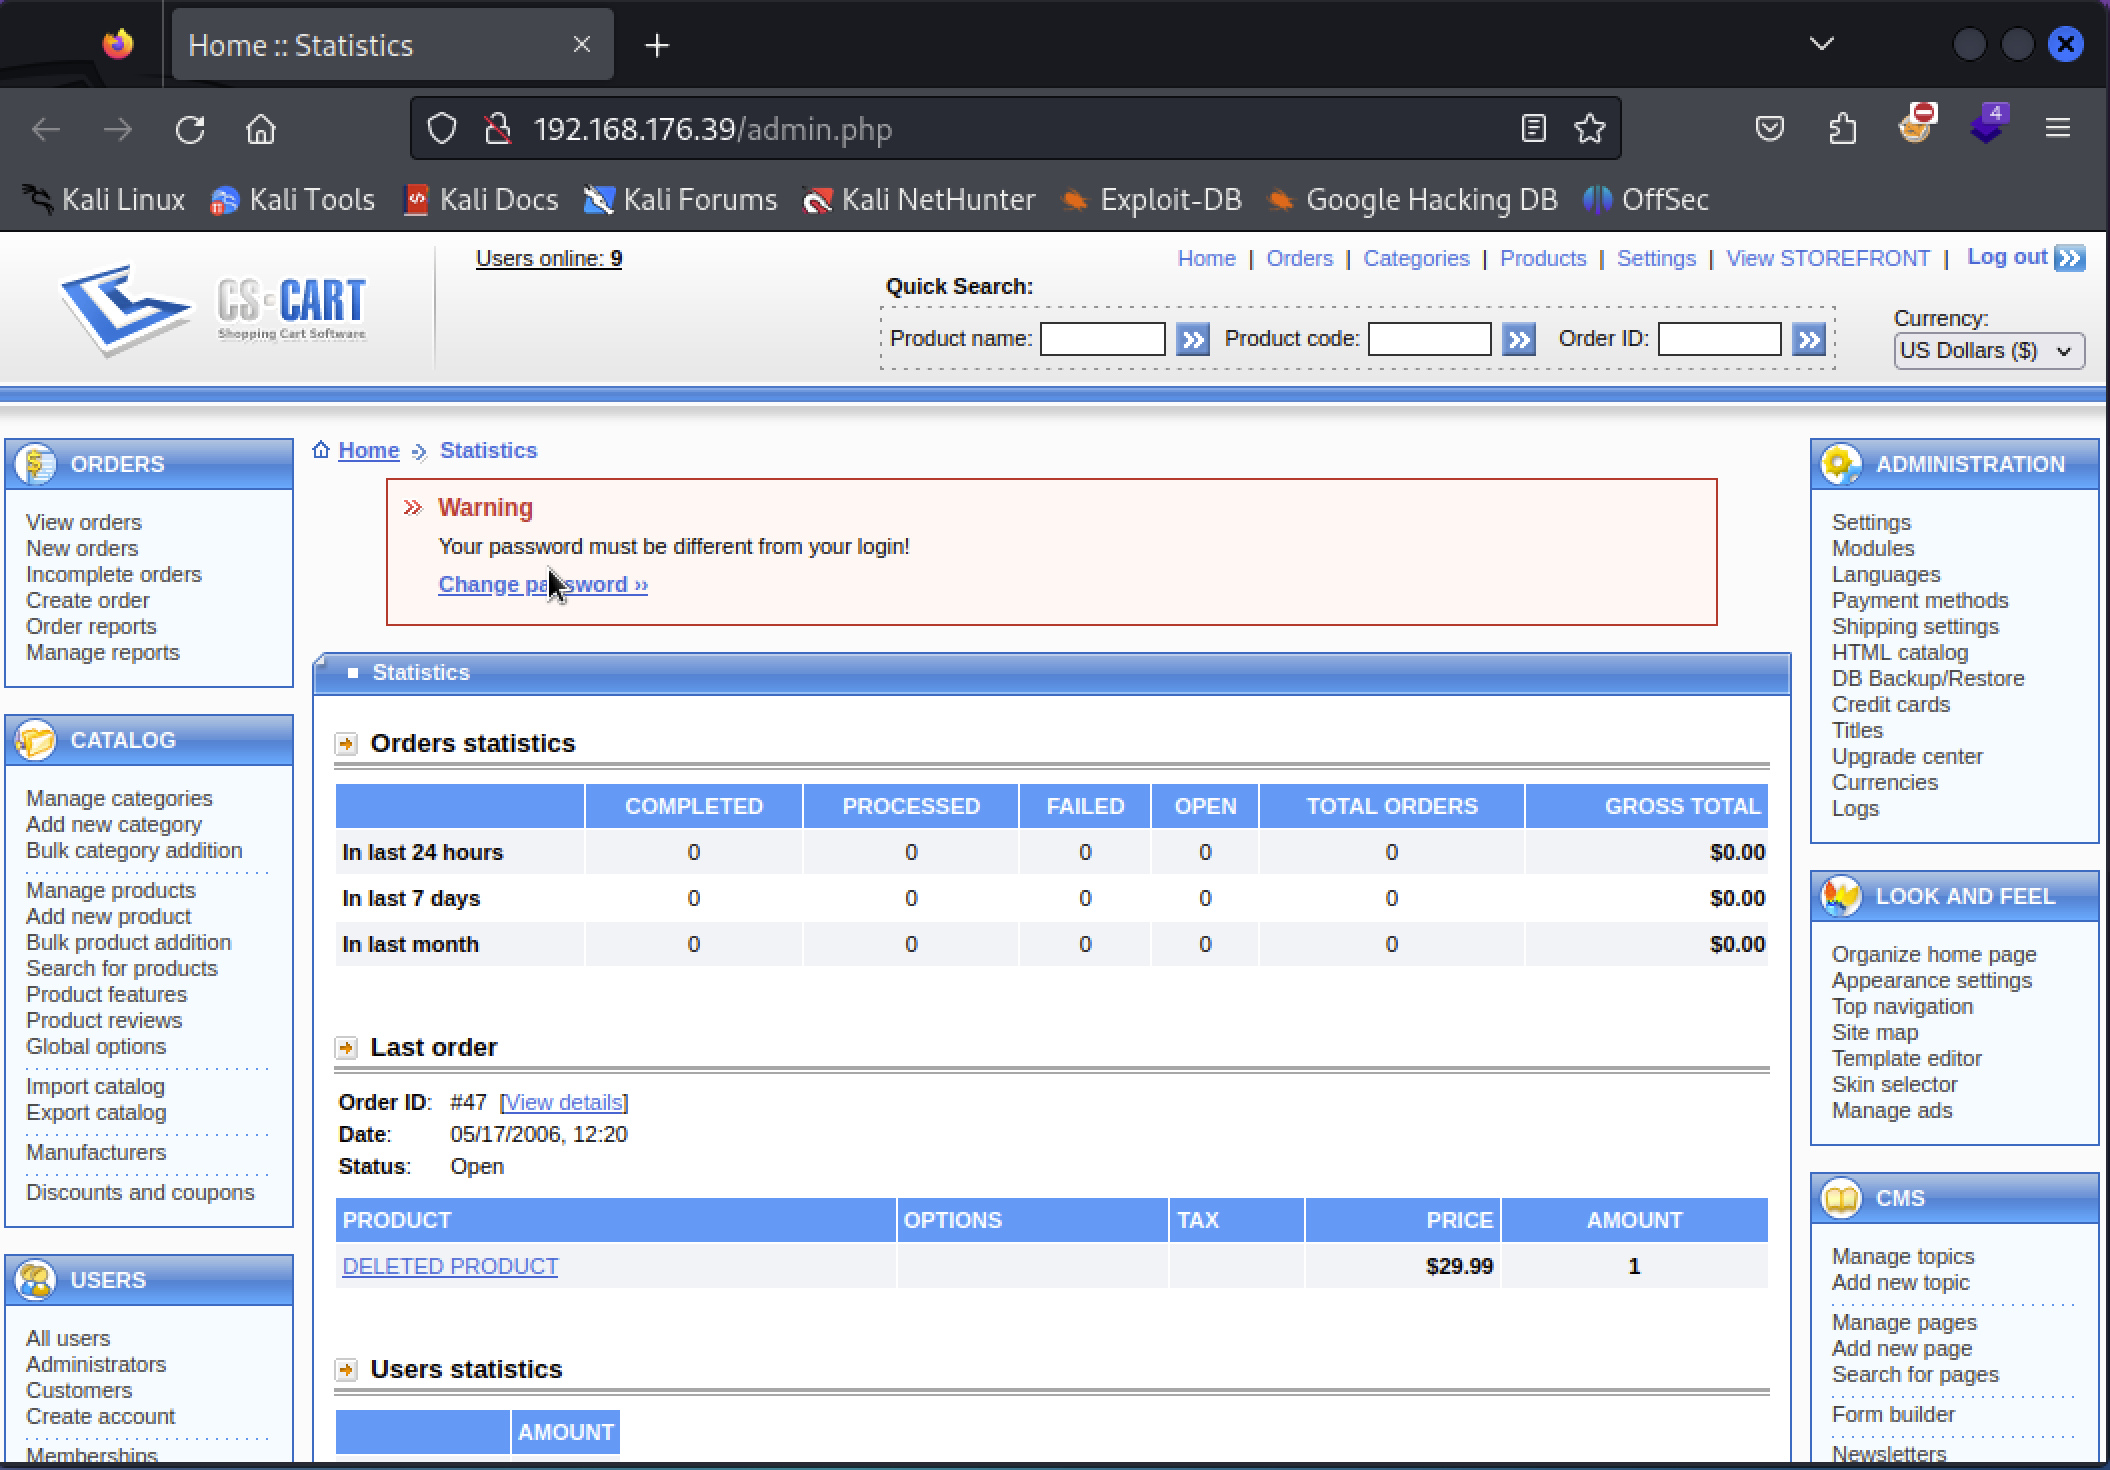 Home :: Statistics
192.168.176.39/admin.php
4
Kali Linux Kali Tools Kali Docs Kali Forums Kali NetHunter Exploit-DB Google Hacking DB OffSec
CS-CART
Shopping Cart Software
Users online: 9
Home | Orders | Categories | Products | Settings | View STOREFRONT | Log out
Quick Search:
Product name: Product code: Order ID:
Currency:
US Dollars ($)
ORDERS
View orders
New orders
Incomplete orders
Create order
Order reports
Manage reports
CATALOG
Manage categories
Add new category
Bulk category addition
Manage products
Add new product
Bulk product addition
Search for products
Product features
Product reviews
Global options
Import catalog
Export catalog
Manufacturers
Discounts and coupons
USERS
All users
Administrators
Customers
Create account
Memberships
Home Statistics
Warning
Your password must be different from your login!
Change password ››
Statistics
Orders statistics
COMPLETED PROCESSED FAILED OPEN TOTAL ORDERS GROSS TOTAL
In last 24 hours 0 0 0 0 0 $0.00
In last 7 days 0 0 0 0 0 $0.00
In last month 0 0 0 0 0 $0.00
Last order
Order ID: #47 [View details]
Date: 05/17/2006, 12:20
Status: Open
PRODUCT OPTIONS TAX PRICE AMOUNT
DELETED PRODUCT $29.99 1
Users statistics
AMOUNT
ADMINISTRATION
Settings
Modules
Languages
Payment methods
Shipping settings
HTML catalog
DB Backup/Restore
Credit cards
Titles
Upgrade center
Currencies
Logs
LOOK AND FEEL
Organize home page
Appearance settings
Top navigation
Site map
Template editor
Skin selector
Manage ads
CMS
Manage topics
Add new topic
Manage pages
Add new page
Search for pages
Form builder
Newsletters